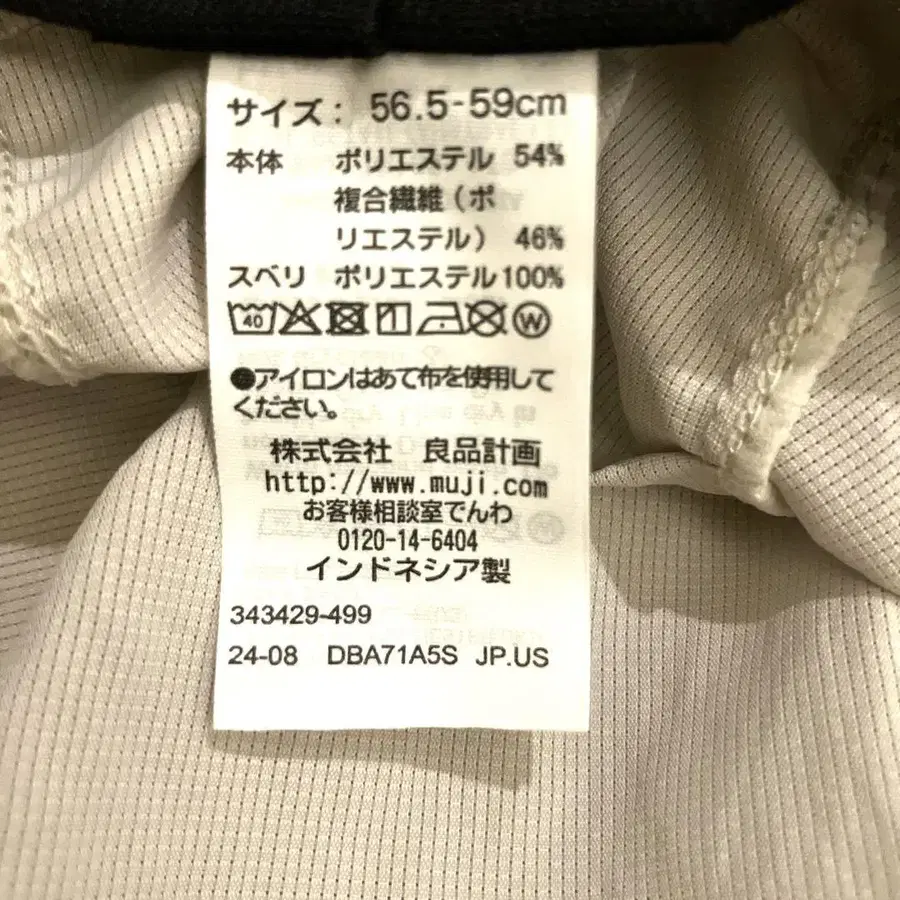 サイズ: 56.5-59cm
本体 ポリエステル 54%
複合繊維(ポ
リエステル) 46%
スベリ ポリエステル100%
40 W
●アイロンはあて布を使用して
ください。
株式会社 良品計画
http://www.muji.com
お客様相談室でんわ
0120-14-6404
インドネシア製
343429-499
24-08 DBA71A5S JP.US